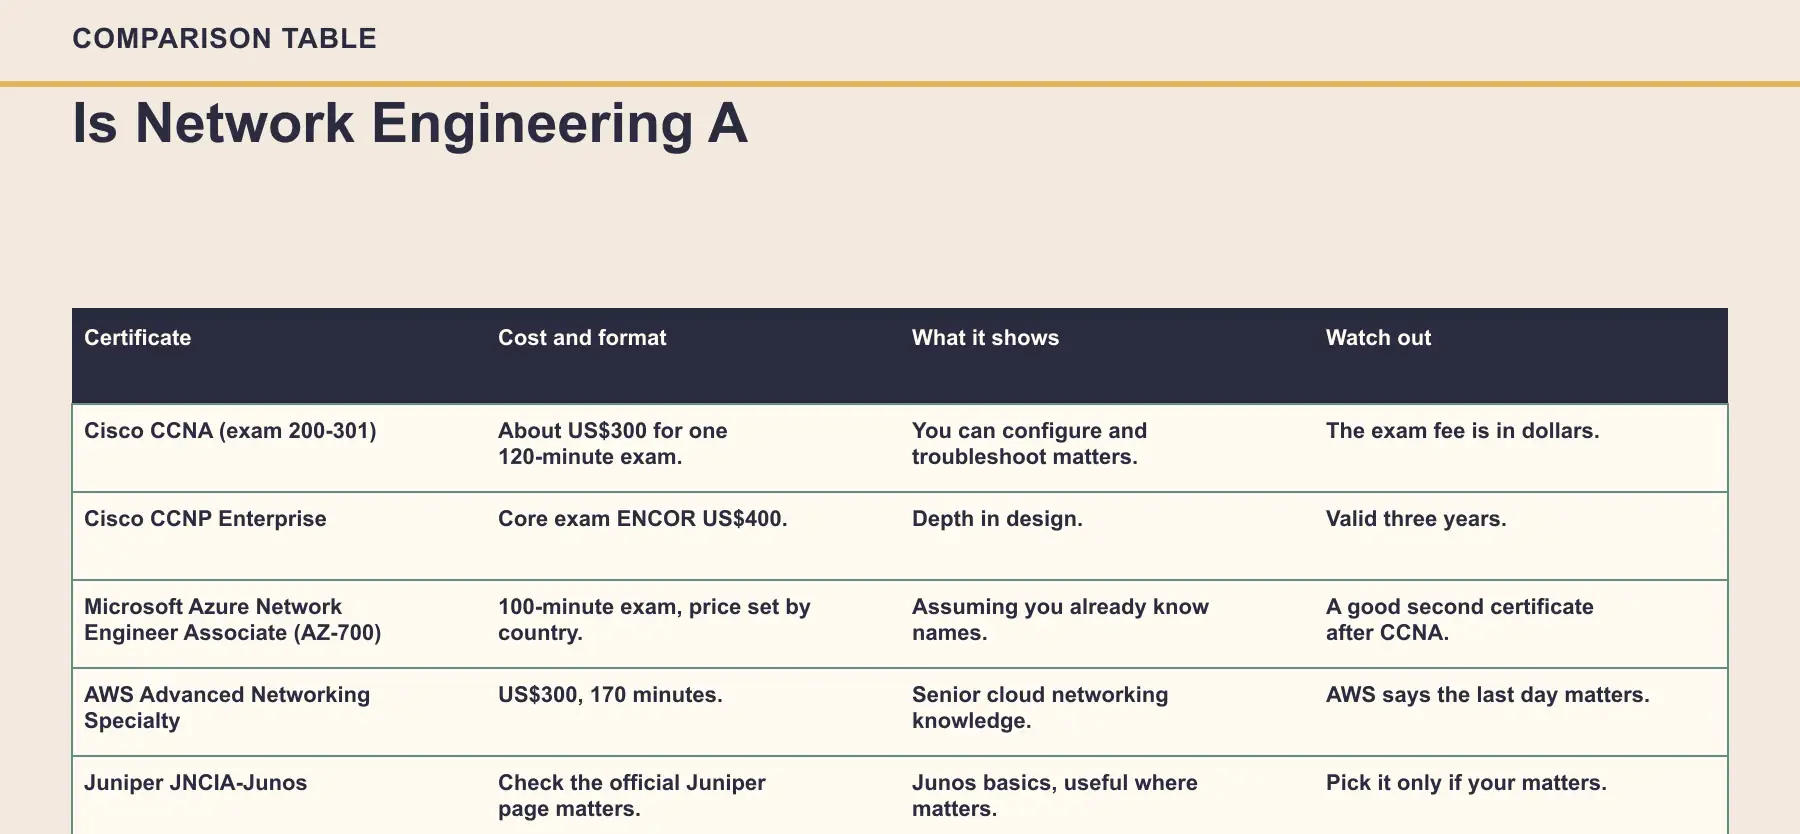 COMPARISON TABLE
Is Network Engineering A
Certificate
Cost and format
What it shows
Watch out
Cisco CCNA (exam 200-301)
About US$300 for one
120-minute exam.
You can configure and
troubleshoot matters.
The exam fee is in dollars.
Cisco CCNP Enterprise
Core exam ENCOR US$400.
Depth in design.
Valid three years.
Microsoft Azure Network
Engineer Associate (AZ-700)
100-minute exam, price set by
country.
Assuming you already know
names.
A good second certificate
after CCNA.
AWS Advanced Networking
Specialty
US$300, 170 minutes.
Senior cloud networking
knowledge.
AWS says the last day matters.
Juniper JNCIA-Junos
Check the official Juniper
page matters.
Junos basics, useful where
matters.
Pick it only if your matters.